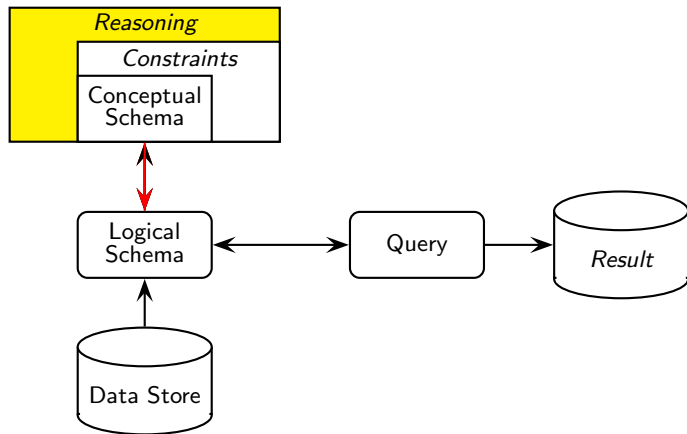 Reasoning
Constraints
Conceptual
Schema
Logical
Schema
Query
Result
Data Store